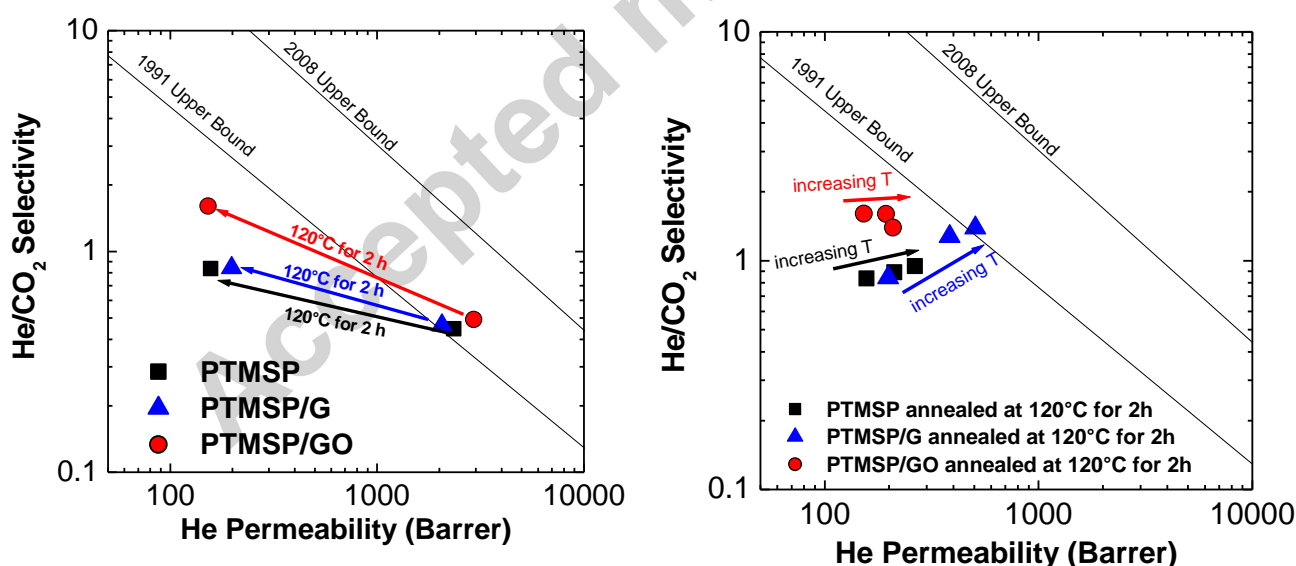 Accepted m
10
1
0.1
He/CO2 Selectivity
1991 Upper Bound
2008 Upper Bound
120°C for 2 h
120°C for 2 h
120°C for 2 h
PTMSP
PTMSP/G
PTMSP/GO
100 1000 10000
He Permeability (Barrer)
10
1
0.1
He/CO2 Selectivity
1991 Upper Bound
2008 Upper Bound
increasing T
increasing T
increasing T
PTMSP annealed at 120°C for 2h
PTMSP/G annealed at 120°C for 2h
PTMSP/GO annealed at 120°C for 2h
100 1000 10000
He Permeability (Barrer)